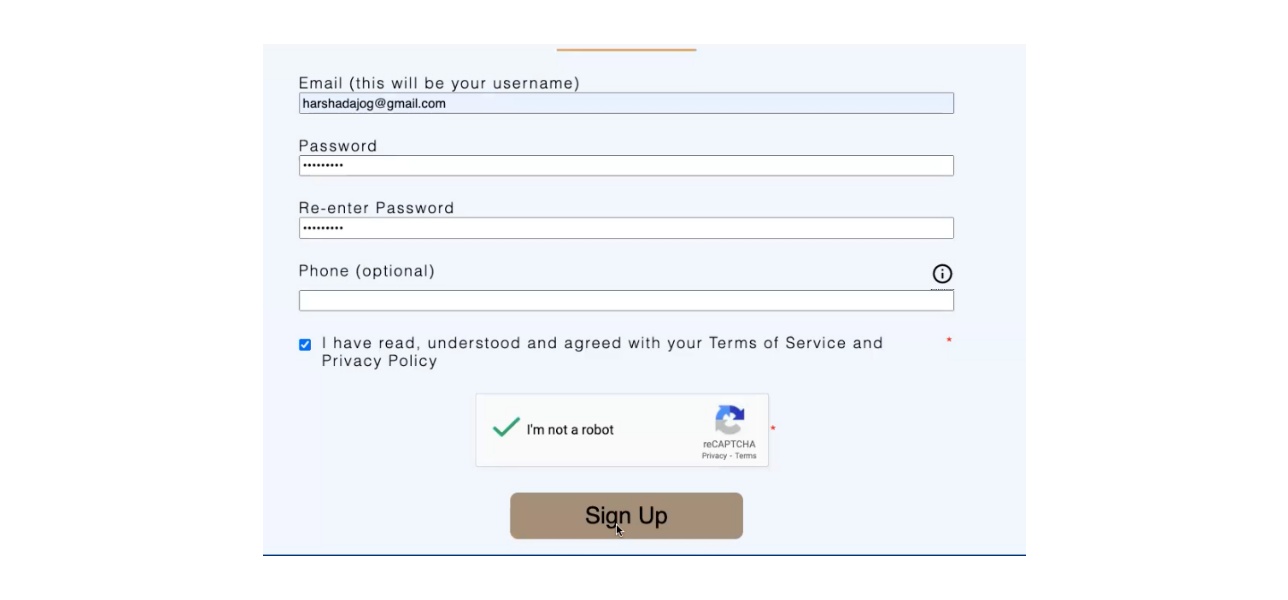 Email (this will be your username)
harshadajog@gmail.com
Password
•••••••••
Re-enter Password
•••••••••
Phone (optional)
I have read, understood and agreed with your Terms of Service and *
Privacy Policy
I'm not a robot
reCAPTCHA
Privacy - Terms
*
Sign Up